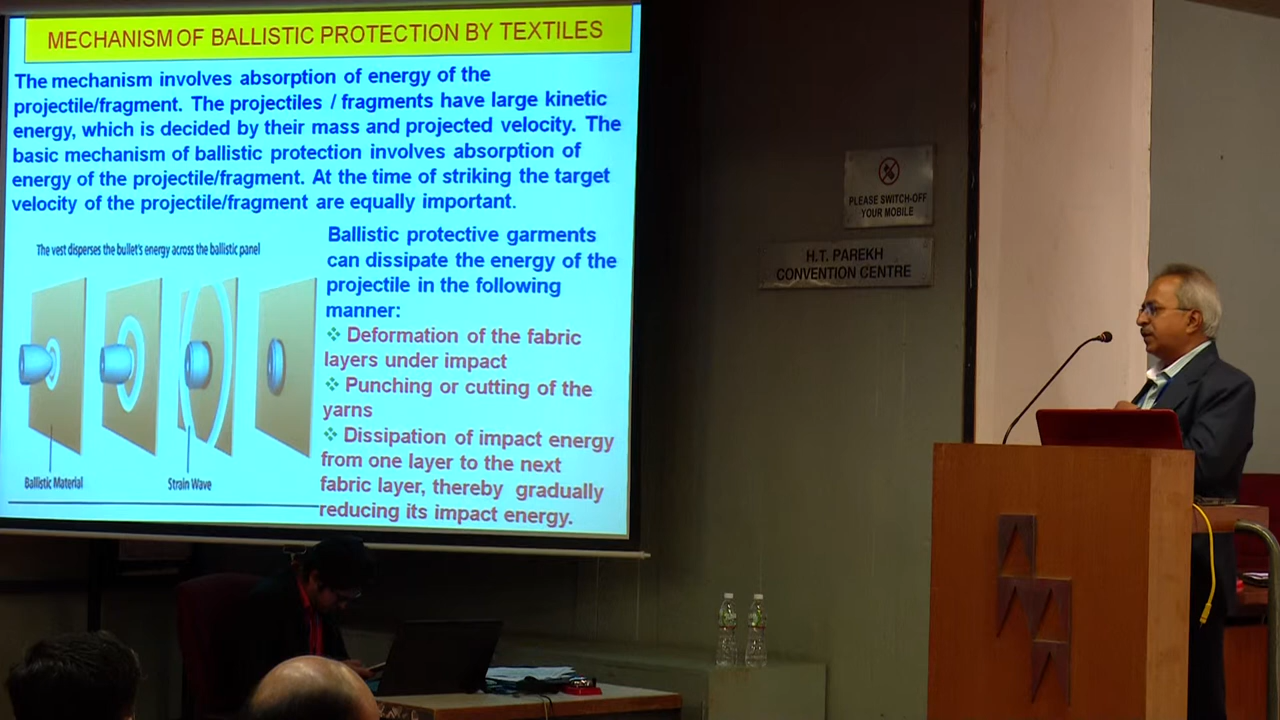 MECHANISM OF BALLISTIC PROTECTION BY TEXTILES
The mechanism involves absorption of energy of the
projectile/fragment. The projectiles / fragments have large kinetic
energy, which is decided by their mass and projected velocity. The
basic mechanism of ballistic protection involves absorption of
energy of the projectile/fragment. At the time of striking the target
velocity of the projectile/fragment are equally important.
The vest disperses the bullet's energy across the ballistic panel
Ballistic Material
Strain Wave
Ballistic protective garments
can dissipate the energy of the
projectile in the following
manner:
❖ Deformation of the fabric
layers under impact
❖ Punching or cutting of the
yarns
❖ Dissipation of impact energy
from one layer to the next
fabric layer, thereby gradually
reducing its impact energy.
PLEASE SWITCH-OFF
YOUR MOBILE
H.T. PAREKH
CONVENTION CENTRE